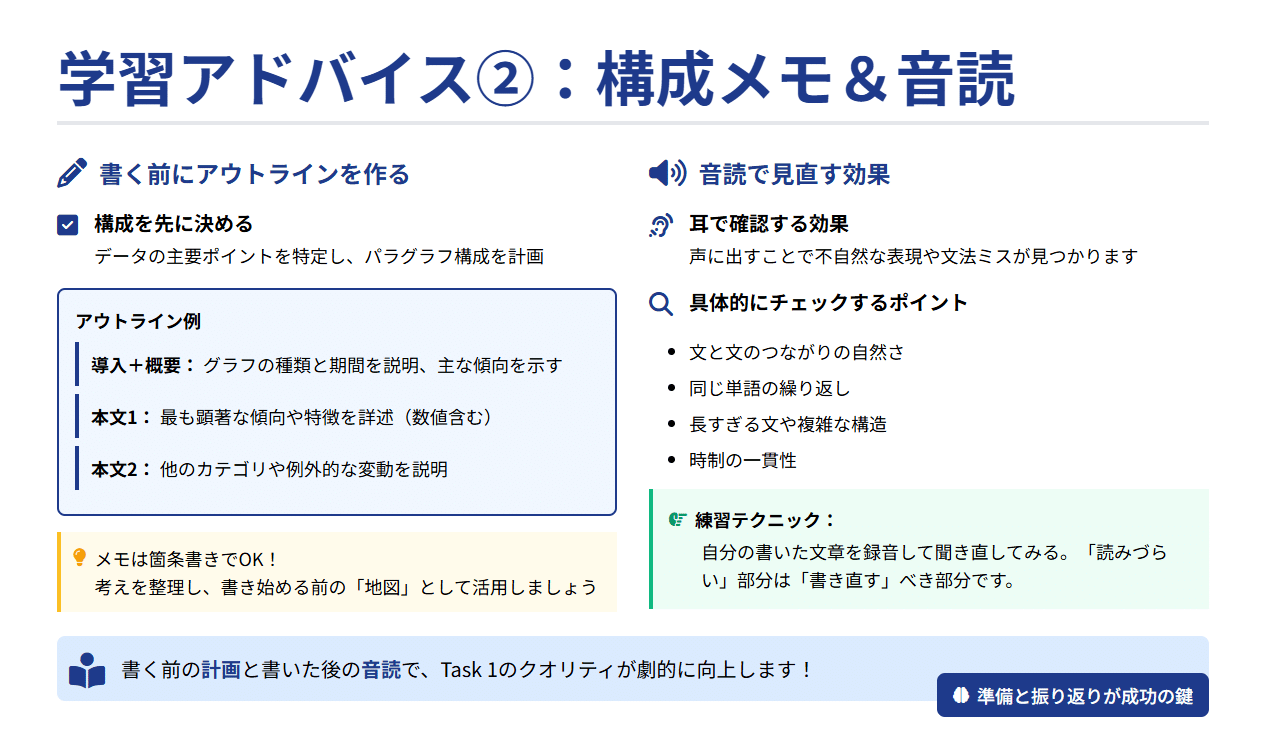 学習アドバイス②：構成メモ＆音読
書く前にアウトラインを作る
構成を先に決める
データの主要ポイントを特定し、パラグラフ構成を計画
アウトライン例
導入＋概要： グラフの種類と期間を説明、主な傾向を示す
本文1： 最も顕著な傾向や特徴を詳述（数値含む）
本文2： 他のカテゴリや例外的な変動を説明
メモは箇条書きでOK！
考えを整理し、書き始める前の「地図」として活用しましょう
音読で見直す効果
耳で確認する効果
声に出すことで不自然な表現や文法ミスが見つかります
具体的にチェックするポイント
• 文と文のつながりの自然さ
• 同じ単語の繰り返し
• 長すぎる文や複雑な構造
• 時制の一貫性
練習テクニック：
自分の書いた文章を録音して聞き直してみる。「読みづら
い」部分は「書き直す」べき部分です。
書く前の計画と書いた後の音読で、Task 1のクオリティが劇的に向上します！
準備と振り返りが成功の鍵